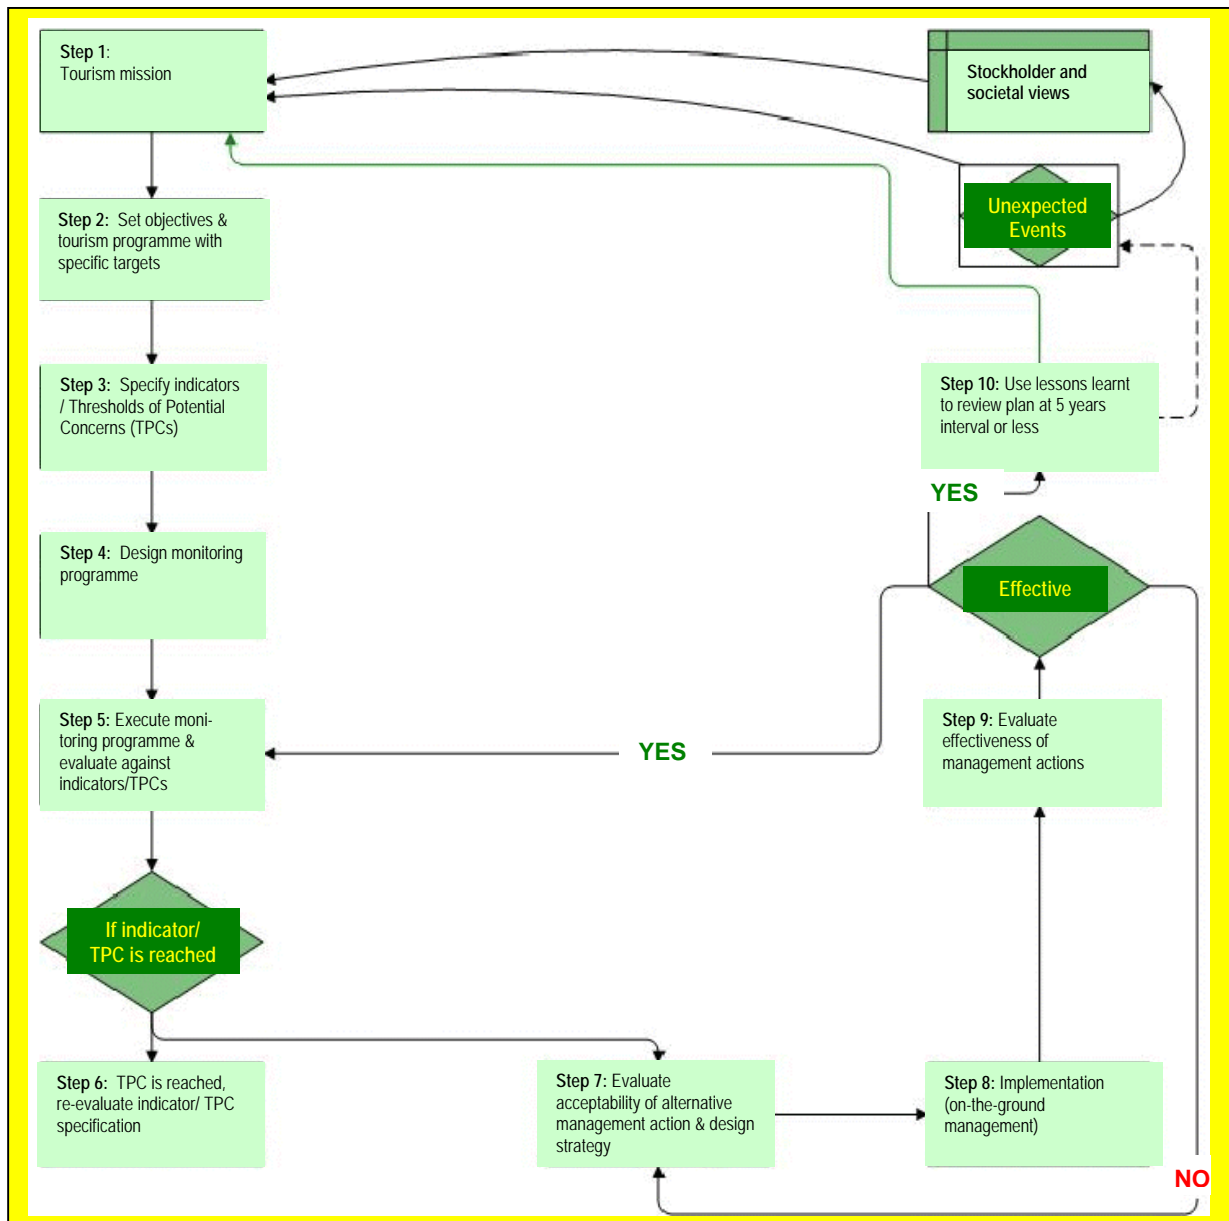 Step 1:
Tourism mission
Stockholder and
societal views
Unexpected
Events
Step 2: Set objectives &
tourism programme with
specific targets
Step 3: Specify indicators
/ Thresholds of Potential
Concerns (TPCs)
Step 10: Use lessons learnt
to review plan at 5 years
interval or less
YES
Step 4: Design monitoring
programme
Effective
Step 5: Execute moni-
toring programme &
evaluate against
indicators/TPCs
YES
Step 9: Evaluate
effectiveness of
management actions
If indicator/
TPC is reached
Step 6: TPC is reached,
re-evaluate indicator/ TPC
specification
Step 7: Evaluate
acceptability of alternative
management action & design
strategy
Step 8: Implementation
(on-the-ground
management)
NO